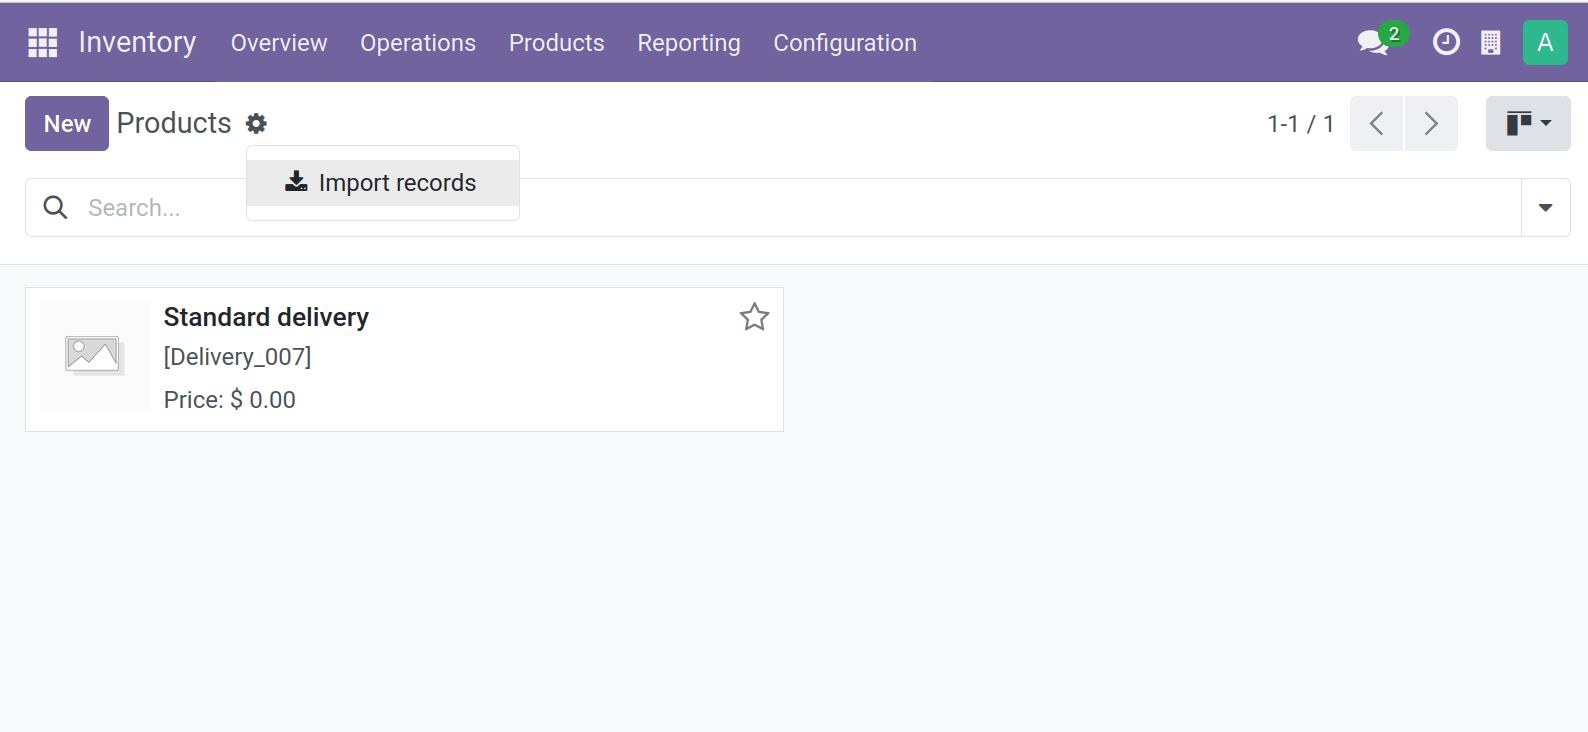 Inventory Overview Operations Products Reporting Configuration 2 A
New Products 1-1 / 1
Import records
Search...
Standard delivery
[Delivery_007]
Price: $ 0.00